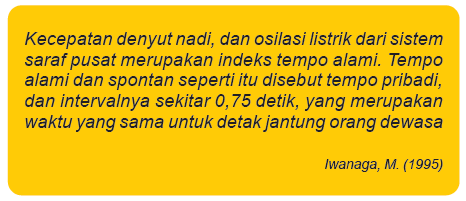 Kecepatan denyut nadi, dan osilasi listrik dari sistem
saraf pusat merupakan indeks tempo alami. Tempo
alami dan spontan seperti itu disebut tempo pribadi,
dan intervalnya sekitar 0,75 detik, yang merupakan
waktu yang sama untuk detak jantung orang dewasa
Iwanaga, M. (1995)